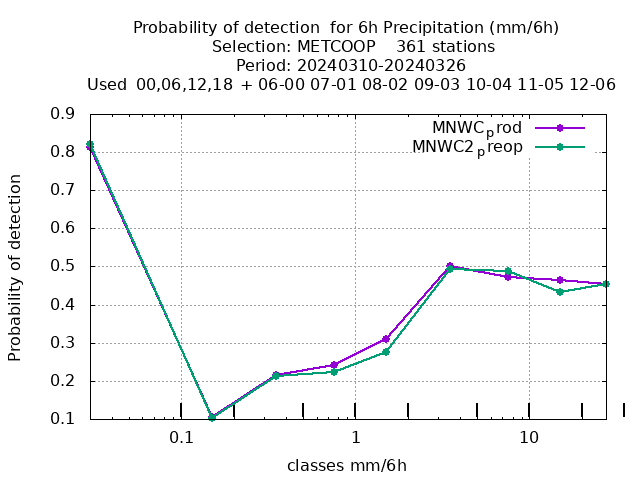 Probability of detection  for 6h Precipitation (mm/6h)
Selection: METCOOP    361 stations
Period: 20240310-20240326
Used  00,06,12,18  + 06-00 07-01 08-02 09-03 10-04 11-05 12-06
MNWCprod
MNWC2preop
0.9
0.8
0.7
0.6
0.5
0.4
0.3
0.2
0.1
Probability of detection
0.1 1 10
classes mm/6h